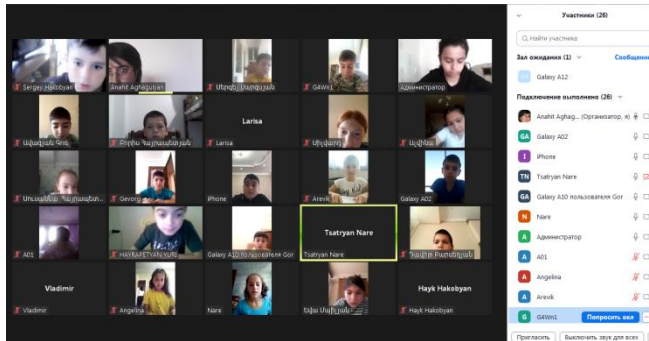 Участники (26)
Найти участника
Зал ожидания (1)
Сообщение
Galaxy A12
Подключение выполнено (26)
Anahit Aghag... (Организатор, я)
GA Galaxy A02
I iPhone
TN Tsatryan Nare
GA Galaxy A10 пользователя Gor
N Nare
А Администратор
A A01
A Angelina
A Arevik
G G4Wn1
Попросить вкл
Пригласить
Выключить звук для всех
Sergey Hakobyan
Anahit Aghagulyan
G4Wn1
Администратор
Larisa
Larisa
Gevorg
iPhone
Arevik
Galaxy A02
A01
HAYRAPETYAN YURI
Galaxy A10 пользователя Gor
Tsatryan Nare
Tsatryan Nare
Vladimir
Vladimir
Angelina
Nare
Hayk Hakobyan
Hayk Hakobyan